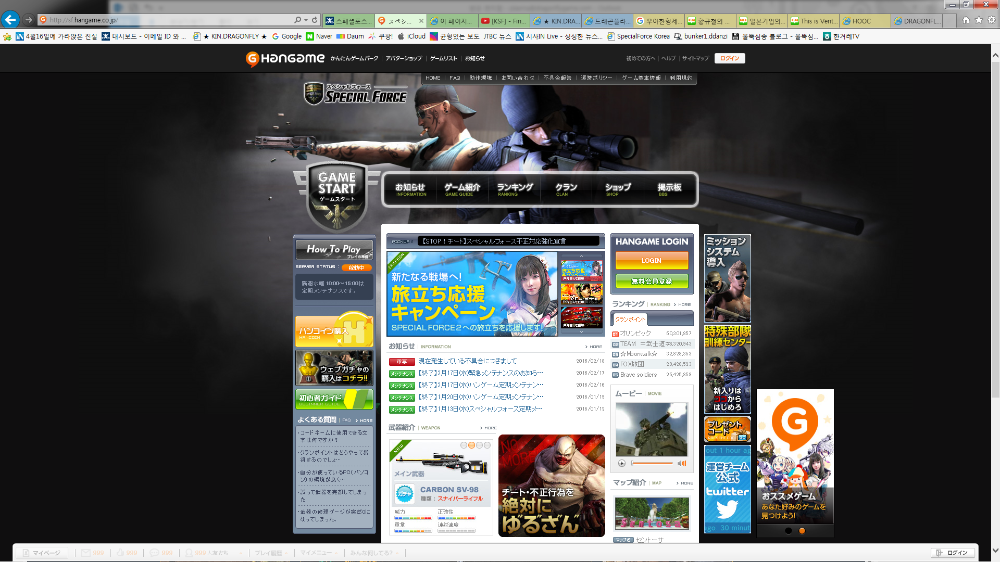 http://sf.hangame.co.jp/
스페셜포스...
スペシ...
이 페이지...
[KSF] - Fin...
★ KIN.DRA...
드래곤플라...
우아한형제...
황규철의 ...
일본기업의...
This is Vent...
HOOC
DRAGONFL...
4월16일에 가라앉은 진실
대시보드 - 이메일 ID 와 ...
★ KIN.DRAGONFLY ★
Google
Naver
Daum
쿠팡!
iCloud
균형있는 보도 JTBC 뉴스
시사IN Live - 싱싱한 뉴스...
SpecialForce Korea
bunker1.ddanzi
물뚝심송 블로그 - 물뚝심...
한겨레TV
HANGAME
かんたんゲームパーク
アバターショップ
ゲームリスト
お知らせ
初めての方へ
ヘルプ
サイトマップ
ログイン
HOME
FAQ
動作環境
お問い合わせ
不具合報告
運営ポリシー
ゲーム基本情報
利用規約
スペシャルフォース
SPECIAL FORCE
GAME
START
ゲームスタート
お知らせ
INFORMATION
ゲーム紹介
GAME GUIDE
ランキング
RANKING
クラン
CLAN
ショップ
SHOP
掲示板
BBS
How To Play
プレイの準備
SERVER STATUS :
稼動中
隔週水曜 10:00～15:00は
定期メンテナンスです。
ハンコイン購入
HANCOIN
ウェブガチャの
購入はコチラ!!
初心者ガイド
BEGINNER GUIDE
よくある質問
FAQ
MORE
・コードネームに使用できる文
字は何ですか？
・クランポイントはどうやって獲
得するのでしょ…
・自分が使っているPC(パソコ
ン)の環境が良く…
・誤って武器を売却してしまっ
た
・武器の修理ゲージが突然0に
なってしまった。
PICKUP :
【STOP！チート】スペシャルフォース不正対応強化宣言
CAMPAIGN
新たなる戦場へ!
旅立ち応援
キャンペーン
SPECIAL FORCE2への旅立ちを応援します!
PREVIEW
PREVIEW
PREVIEW
お知らせ
INFORMATION
MORE
重要
現在発生している不具合につきまして
2016/02/18
メンテナンス
【終了】2月17日(水)緊急メンテナンスのお知ら…
2016/02/17
メンテナンス
【終了】2月17日(水)ハンゲーム定期メンテナン…
2016/02/16
メンテナンス
【終了】1月20日(水)ハンゲーム定期メンテナン…
2016/01/19
メンテナンス
【終了】1月13日(水)スペシャルフォース定期メ…
2016/01/12
武器紹介
WEAPON
MORE
NEW
メイン武器
ガチャ
CARBON SV-98
種類：スナイパーライフル
威力
正確性
重量
連射速度
NO
MORE
チート・不正行為を
絶対に
ゆるさん
HANGAME LOGIN
LOGIN
無料会員登録
ランキング
RANKING
MORE
クランポイント
01 オリンピック 60,301,857
02 TEAM ＝武士道＝ 38,320,943
03 ☆Moonwalk☆ 32,828,353
04 FOX旅団 29,428,523
05 Brave soldiers 26,425,859
ムービー
MOVIE
マップ紹介
MAP
MORE
マップ名
セントーサ
ミッション
システム
導入
特殊部隊
訓練センター
新入りは
ココから
はじめろ
プレゼント
コード
PRESENT CODE
GO
out 1 hour ag
運営チーム
公式
twitter
ago 30 minut
おススメゲーム
あなた好みのゲームを
見つけよう!
マイページ
999
999
999
999人友だち
プレイ履歴
マイメニュー
みんな何してる?
ログイン